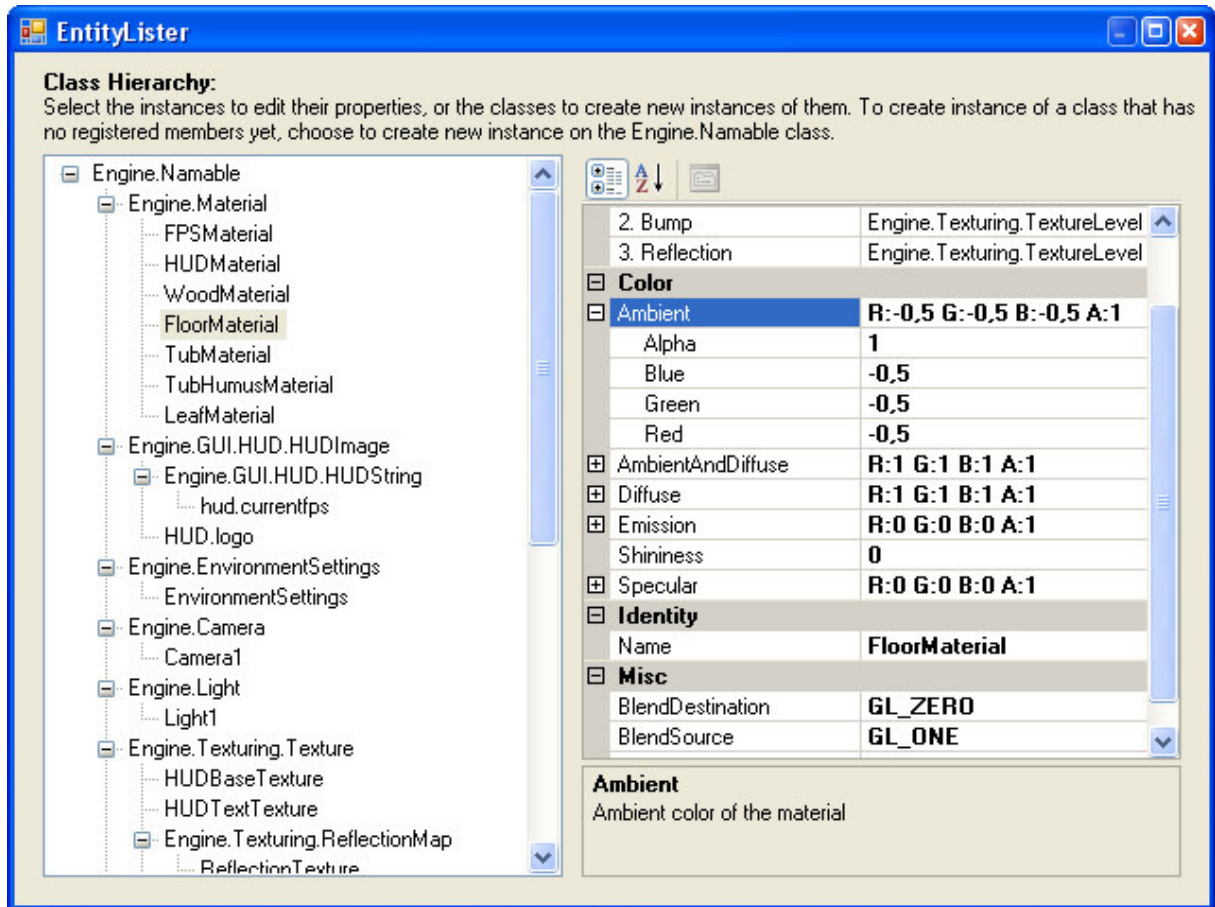 EntityLister
Class Hierarchy:
Select the instances to edit their properties, or the classes to create new instances of them. To create instance of a class that has
no registered members yet, choose to create new instance on the Engine.Namable class.
Engine.Namable
Engine.Material
FPSMaterial
HUDMaterial
WoodMaterial
FloorMaterial
TubMaterial
TubHumusMaterial
LeafMaterial
Engine.GUI.HUD.HUDImage
Engine.GUI.HUD.HUDString
hud.currentfps
HUD.logo
Engine.EnvironmentSettings
EnvironmentSettings
Engine.Camera
Camera1
Engine.Light
Light1
Engine.Texturing.Texture
HUDBaseTexture
HUDTextTexture
Engine.Texturing.ReflectionMap
ReflectionTexture
A
Z
2. Bump Engine.Texturing.TextureLevel
3. Reflection Engine.Texturing.TextureLevel
Color
Ambient R:-0,5 G:-0,5 B:-0,5 A:1
Alpha 1
Blue -0,5
Green -0,5
Red -0,5
AmbientAndDiffuse R:1 G:1 B:1 A:1
Diffuse R:1 G:1 B:1 A:1
Emission R:0 G:0 B:0 A:1
Shininess 0
Specular R:0 G:0 B:0 A:1
Identity
Name FloorMaterial
Misc
BlendDestination GL_ZERO
BlendSource GL_ONE
Ambient
Ambient color of the material